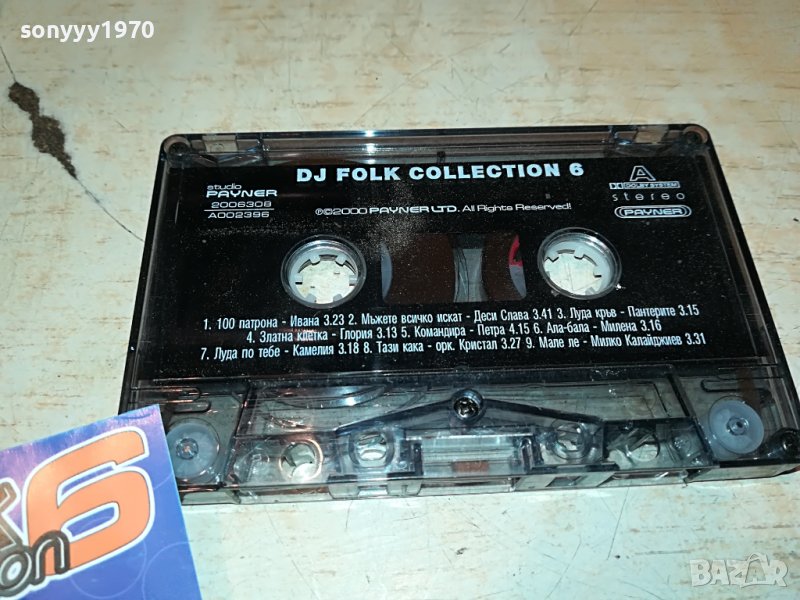 sonyyy1970
DJ FOLK COLLECTION 6
studio
PAYNER
2006308
A002396
℗©2000 PAYNER LTD. All Rights Reserved!
A
DOLBY SYSTEM
stereo
PAYNER
1. 100 патрона - Ивана 3.23 2. Мъжете всичко искат - Деси Слава 3.41 3. Луда кръв - Пантерите 3.15
4. Златна клетка - Глория 3.13 5. Командира - Петра 4.15 6. Ала-бала - Милена 3.16
7. Луда по тебе - Камелия 3.18 8. Тази кака - орк. Кристал 3.27 9. Мале ле - Милко Калайджиев 3.31
6
on
BAZAR